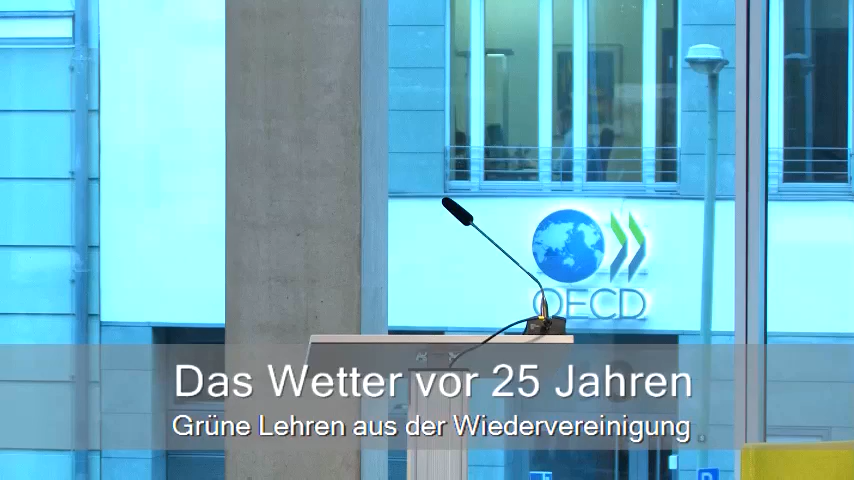 OECD
Das Wetter vor 25 Jahren
Grüne Lehren aus der Wiedervereinigung